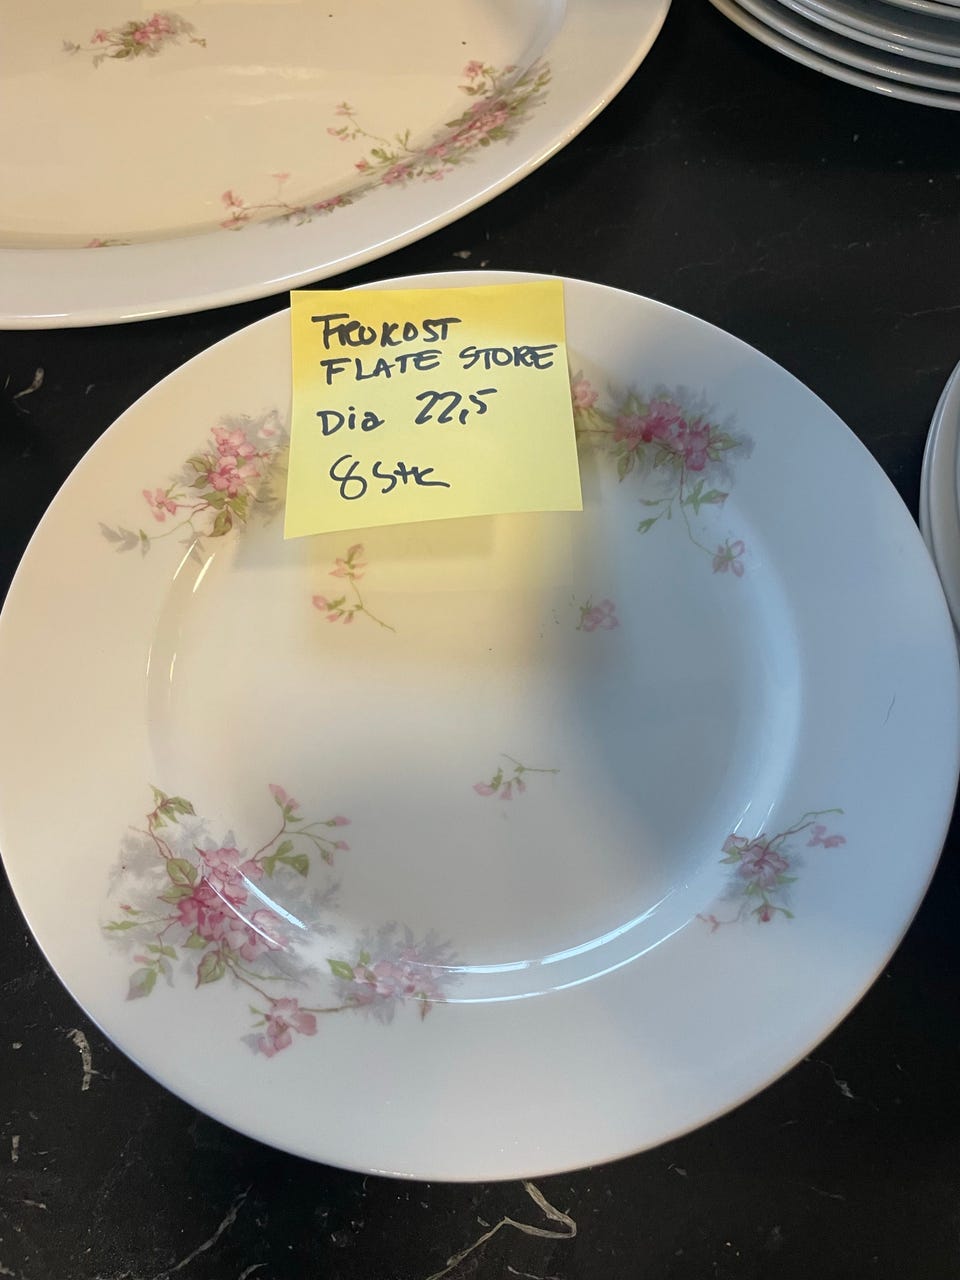 FROKOST
FLATE STORE
Dia 22,5
8 stk